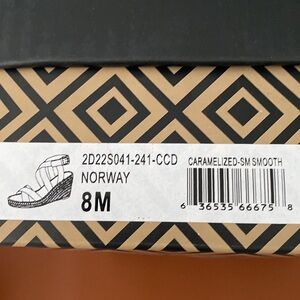 2D22S041-241-CCD CARAMELIZED-SM SMOOTH
NORWAY
8M
6 36535 66675 8